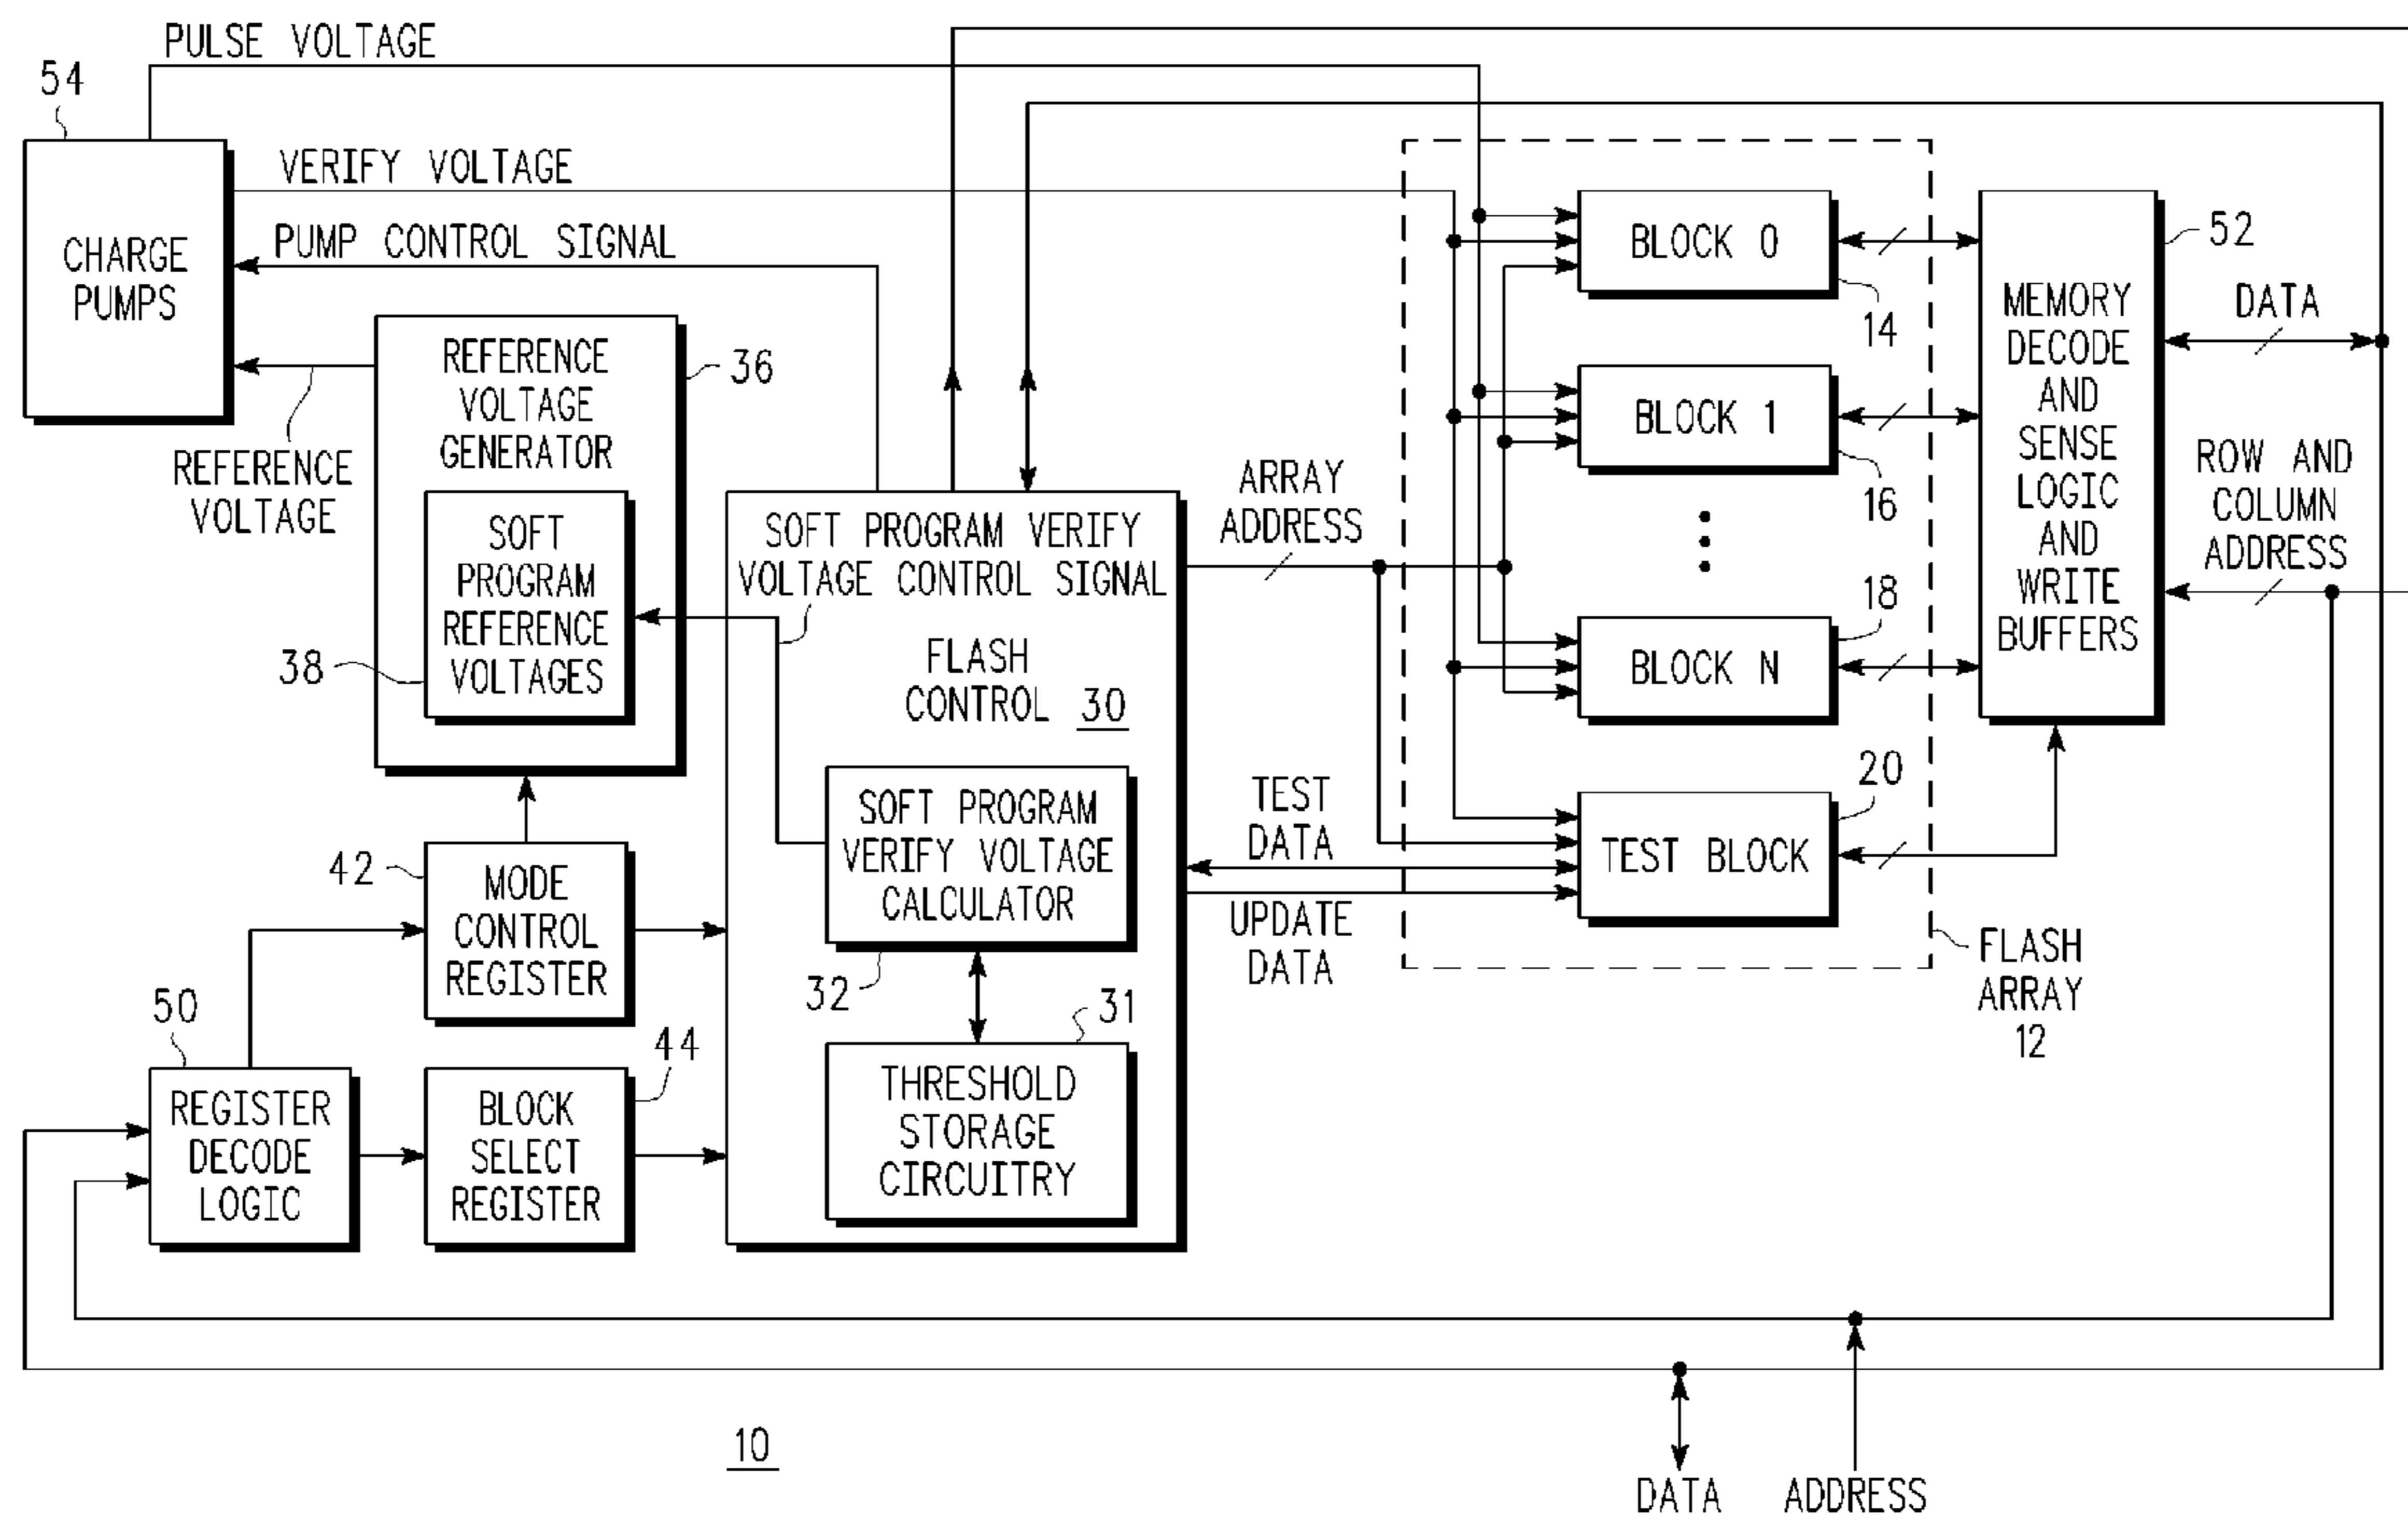 PULSE VOLTAGE
54
VERIFY VOLTAGE
PUMP CONTROL SIGNAL
CHARGE
PUMPS
REFERENCE
VOLTAGE
REFERENCE
VOLTAGE
GENERATOR
36
SOFT
PROGRAM
REFERENCE
VOLTAGES
38
SOFT PROGRAM VERIFY
VOLTAGE CONTROL SIGNAL
FLASH
CONTROL 30
SOFT PROGRAM
VERIFY VOLTAGE
CALCULATOR
32
31
THRESHOLD
STORAGE
CIRCUITRY
42
MODE
CONTROL
REGISTER
50
REGISTER
DECODE
LOGIC
44
BLOCK
SELECT
REGISTER
ARRAY
ADDRESS
TEST
DATA
UPDATE
DATA
BLOCK 0
14
BLOCK 1
16
18
BLOCK N
20
TEST BLOCK
FLASH
ARRAY
12
52
MEMORY
DECODE
AND
SENSE
LOGIC
AND
WRITE
BUFFERS
DATA
ROW AND
COLUMN
ADDRESS
10
DATA
ADDRESS